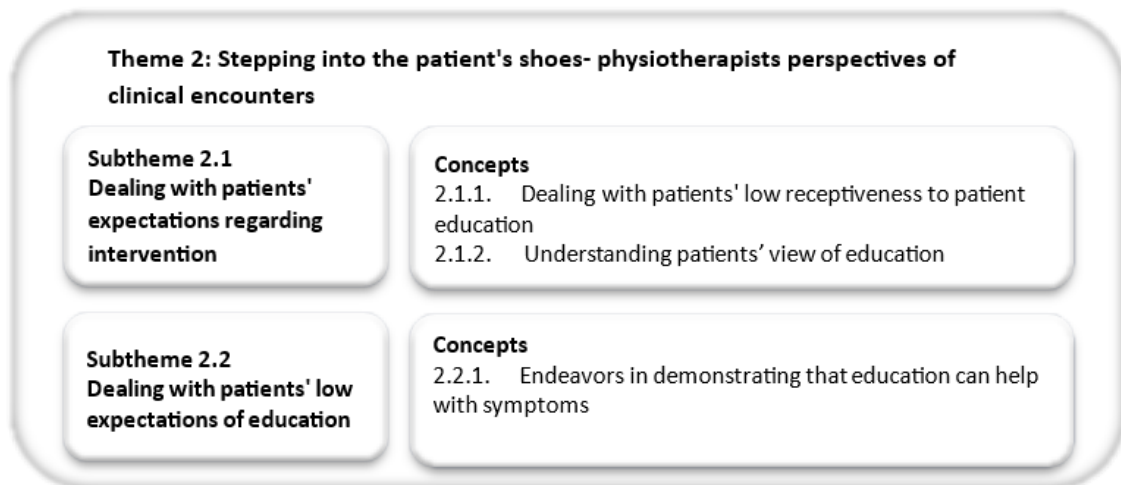 Theme 2: Stepping into the patient's shoes- physiotherapists perspectives of
clinical encounters
Subtheme 2.1
Dealing with patients'
expectations regarding
intervention
Concepts
2.1.1. Dealing with patients' low receptiveness to patient
education
2.1.2. Understanding patients’ view of education
Subtheme 2.2
Dealing with patients' low
expectations of education
Concepts
2.2.1. Endeavors in demonstrating that education can help
with symptoms